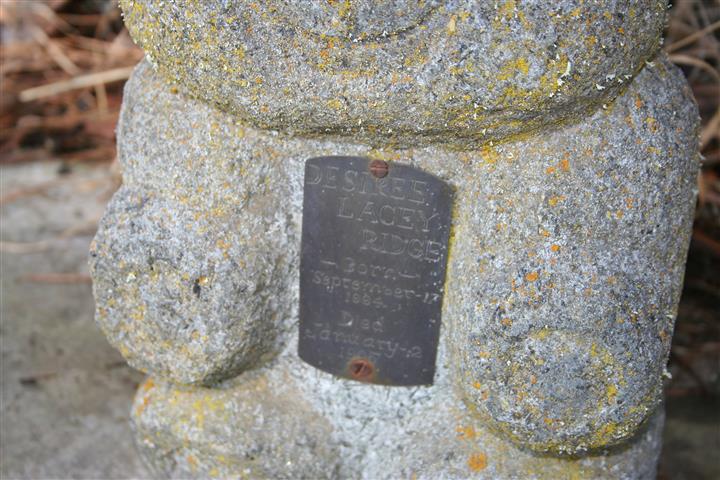 DESIREE
LACEY
RIDGE
— Born —
September-17
Died
January-2